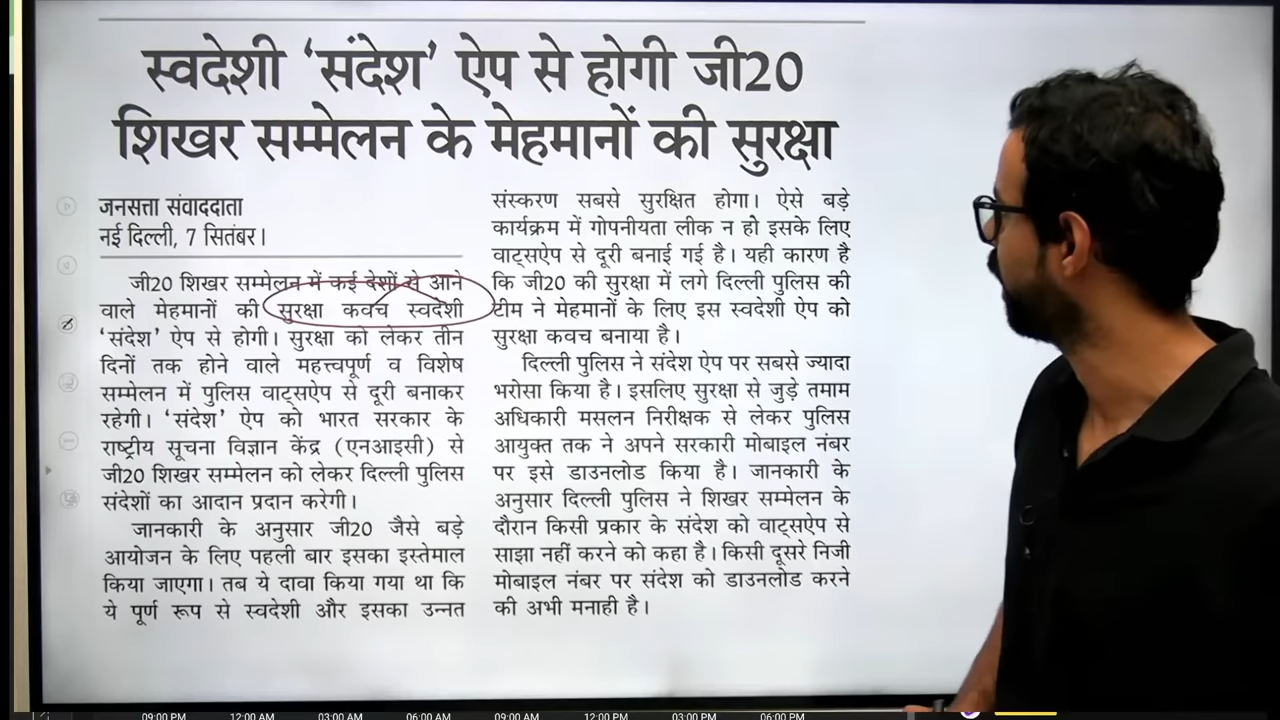 स्वदेशी ‘संदेश’ ऐप से होगी जी20
शिखर सम्मेलन के मेहमानों की सुरक्षा
जनसत्ता संवाददाता
नई दिल्ली, 7 सितंबर।
जी20 शिखर सम्मेलन में कई देशों से आने
वाले मेहमानों की सुरक्षा कवच स्वदेशी
‘संदेश’ ऐप से होगी। सुरक्षा को लेकर तीन
दिनों तक होने वाले महत्त्वपूर्ण व विशेष
सम्मेलन में पुलिस वाट्सऐप से दूरी बनाकर
रहेगी। ‘संदेश’ ऐप को भारत सरकार के
राष्ट्रीय सूचना विज्ञान केंद्र (एनआइसी) से
जी20 शिखर सम्मेलन को लेकर दिल्ली पुलिस
संदेशों का आदान प्रदान करेगी।
जानकारी के अनुसार जी20 जैसे बड़े
आयोजन के लिए पहली बार इसका इस्तेमाल
किया जाएगा। तब ये दावा किया गया था कि
ये पूर्ण रूप से स्वदेशी और इसका उन्नत
संस्करण सबसे सुरक्षित होगा। ऐसे बड़े
कार्यक्रम में गोपनीयता लीक न हो इसके लिए
वाट्सऐप से दूरी बनाई गई है। यही कारण है
कि जी20 की सुरक्षा में लगे दिल्ली पुलिस की
टीम ने मेहमानों के लिए इस स्वदेशी ऐप को
सुरक्षा कवच बनाया है।
दिल्ली पुलिस ने संदेश ऐप पर सबसे ज्यादा
भरोसा किया है। इसलिए सुरक्षा से जुड़े तमाम
अधिकारी मसलन निरीक्षक से लेकर पुलिस
आयुक्त तक ने अपने सरकारी मोबाइल नंबर
पर इसे डाउनलोड किया है। जानकारी के
अनुसार दिल्ली पुलिस ने शिखर सम्मेलन के
दौरान किसी प्रकार के संदेश को वाट्सऐप से
साझा नहीं करने को कहा है। किसी दूसरे निजी
मोबाइल नंबर पर संदेश को डाउनलोड करने
की अभी मनाही है।
09:00 PM 12:00 AM 03:00 AM 06:00 AM 09:00 AM 12:00 PM 03:00 PM 06:00 PM